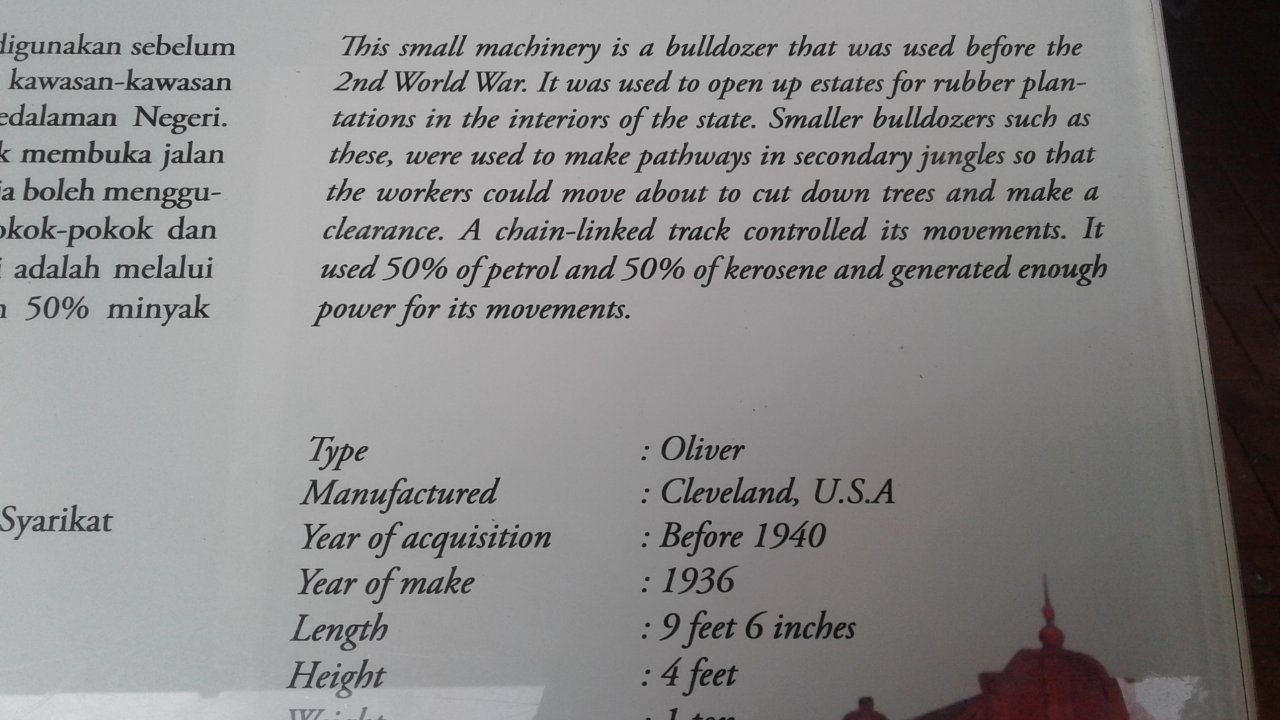 digunakan sebelum
kawasan-kawasan
Negeri.
membuka jalan
boleh menggu-
dan
adalah melalui
50% minyak
Syarikat
This small machinery is a bulldozer that was used before the
2nd World War. It was used to open up estates for rubber plan-
tations in the interiors of the state. Smaller bulldozers such as
these, were used to make pathways in secondary jungles so that
the workers could move about to cut down trees and make a
clearance. A chain-linked track controlled its movements. It
used 50% of petrol and 50% of kerosene and generated enough
power for its movements.
Type : Oliver
Manufactured : Cleveland, U.S.A
Year of acquisition : Before 1940
Year of make : 1936
Length : 9 feet 6 inches
Height : 4 feet
Weight : 1 ton